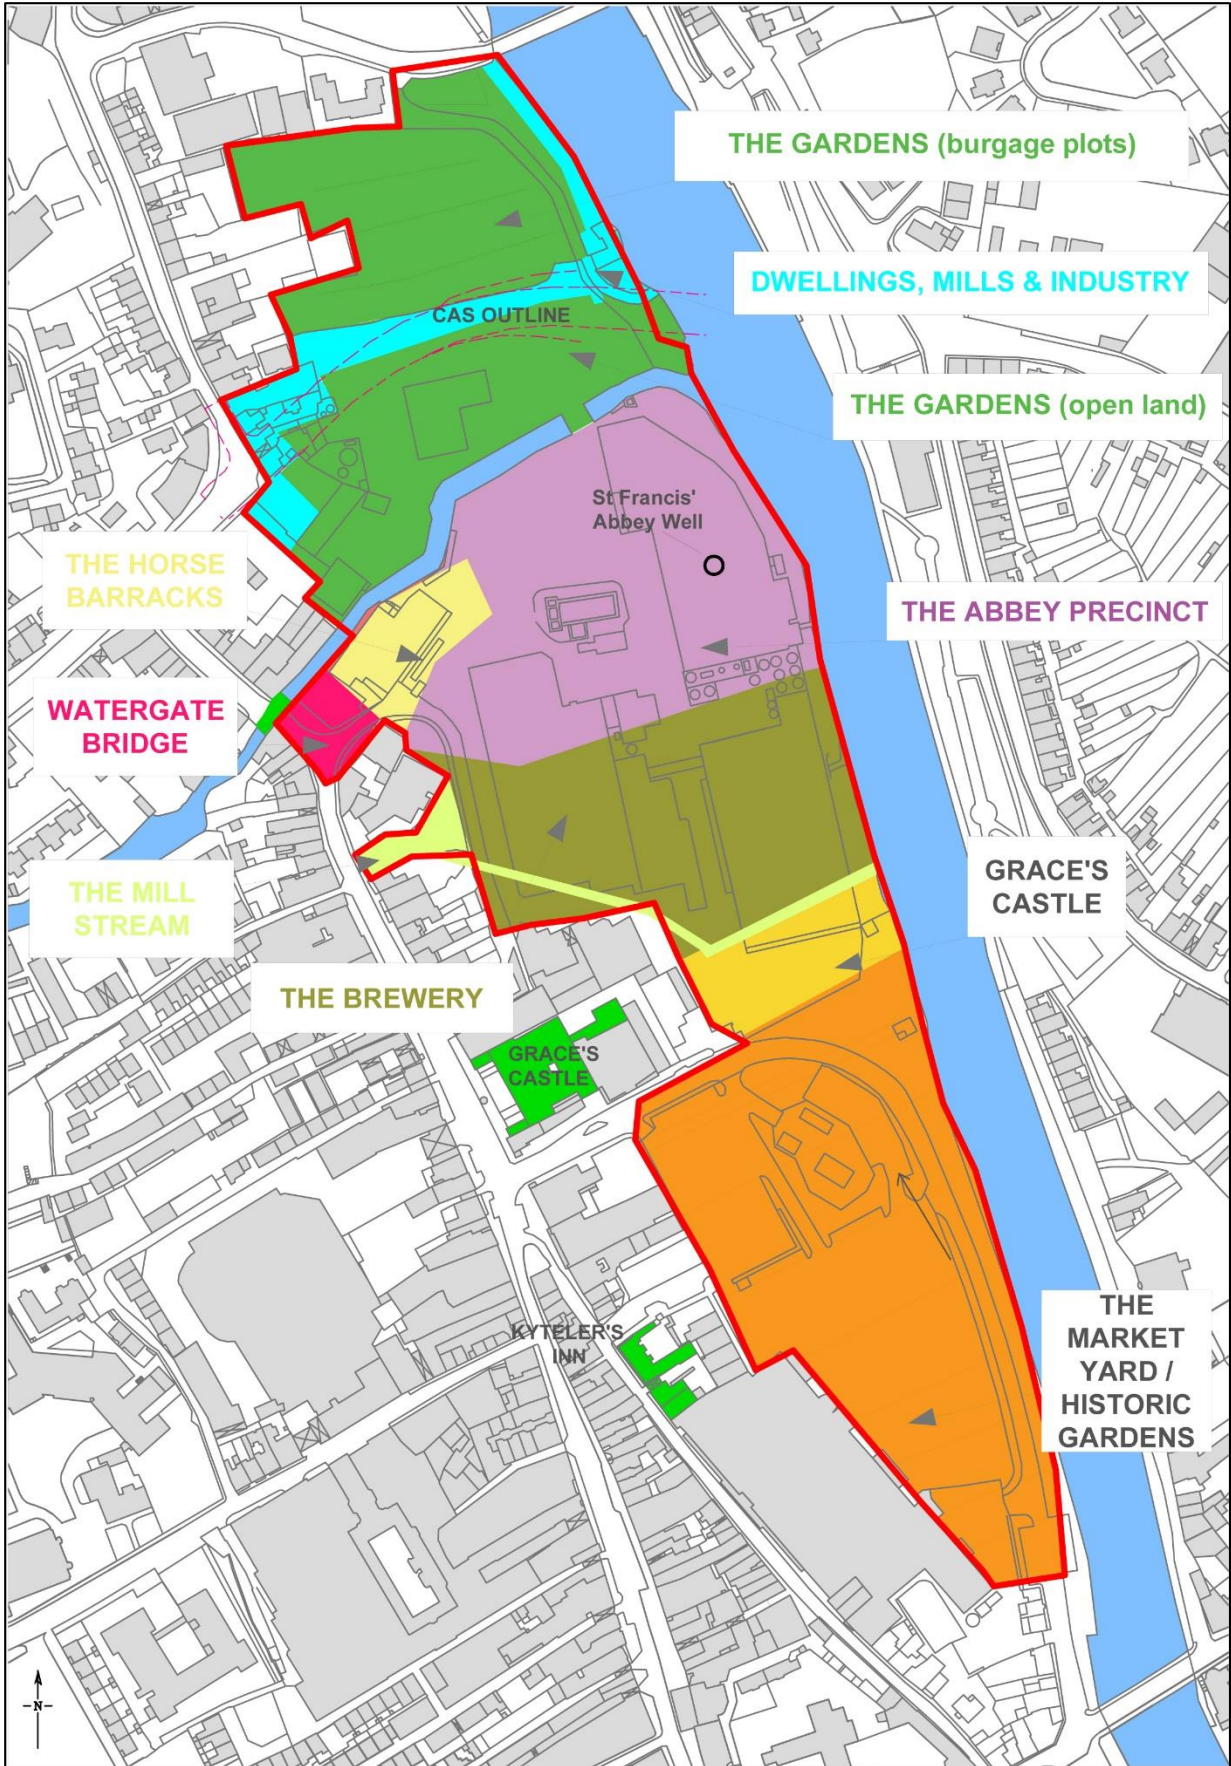 THE GARDENS (burgage plots)
DWELLINGS, MILLS & INDUSTRY
CAS OUTLINE
THE GARDENS (open land)
St Francis'
Abbey Well
THE HORSE
BARRACKS
THE ABBEY PRECINCT
WATERGATE
BRIDGE
THE MILL
STREAM
GRACE'S
CASTLE
THE BREWERY
GRACE'S
CASTLE
THE
MARKET
YARD /
HISTORIC
GARDENS
KYTELER'S
INN
-N-